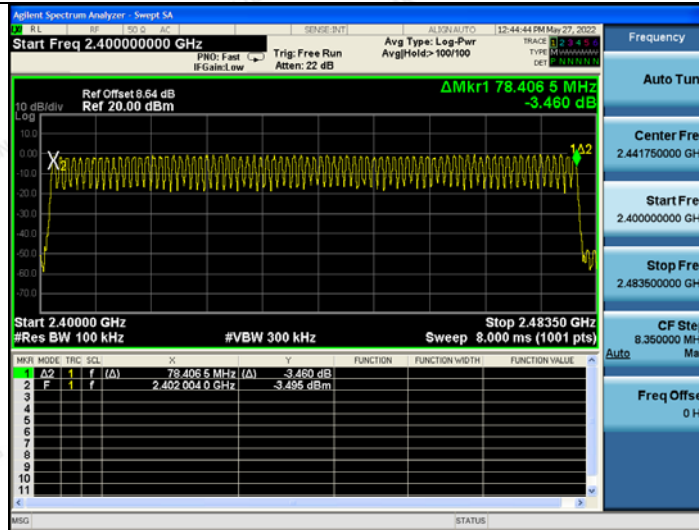 Agilent Spectrum Analyzer - Swept SA
RL RF 50 Ω AC SENSE:INT ALIGN AUTO 12:44:44 PM May 27, 2022
Start Freq 2.400000000 GHz
PNO: Fast
IFGain:Low
Trig: Free Run
Atten: 22 dB
Avg Type: Log-Pwr
Avg|Hold:> 100/100
TRACE 1 2 3 4 5 6
TYPE M
DET P N N N N N
ΔMkr1 78.406 5 MHz
-3.460 dB
10 dB/div
Log
Ref Offset 8.64 dB
Ref 20.00 dBm
10.0
0.00
-10.0
-20.0
-30.0
-40.0
-50.0
-60.0
-70.0
X2
1Δ2
Start 2.40000 GHz
Stop 2.48350 GHz
#Res BW 100 kHz
#VBW 300 kHz
Sweep 8.000 ms (1001 pts)
MKR MODE TRC SCL X Y FUNCTION FUNCTION WIDTH FUNCTION VALUE
1 Δ2 1 f (Δ) 78.406 5 MHz (Δ) -3.460 dB
2 F 1 f 2.402 004 0 GHz -3.495 dBm
3
4
5
6
7
8
9
10
11
MSG
STATUS
Frequency
Auto Tun
Center Fre
2.441750000 GH
Start Fre
2.400000000 GH
Stop Fre
2.483500000 GH
CF Ste
8.350000 MH
Auto Ma
Freq Offse
0 H